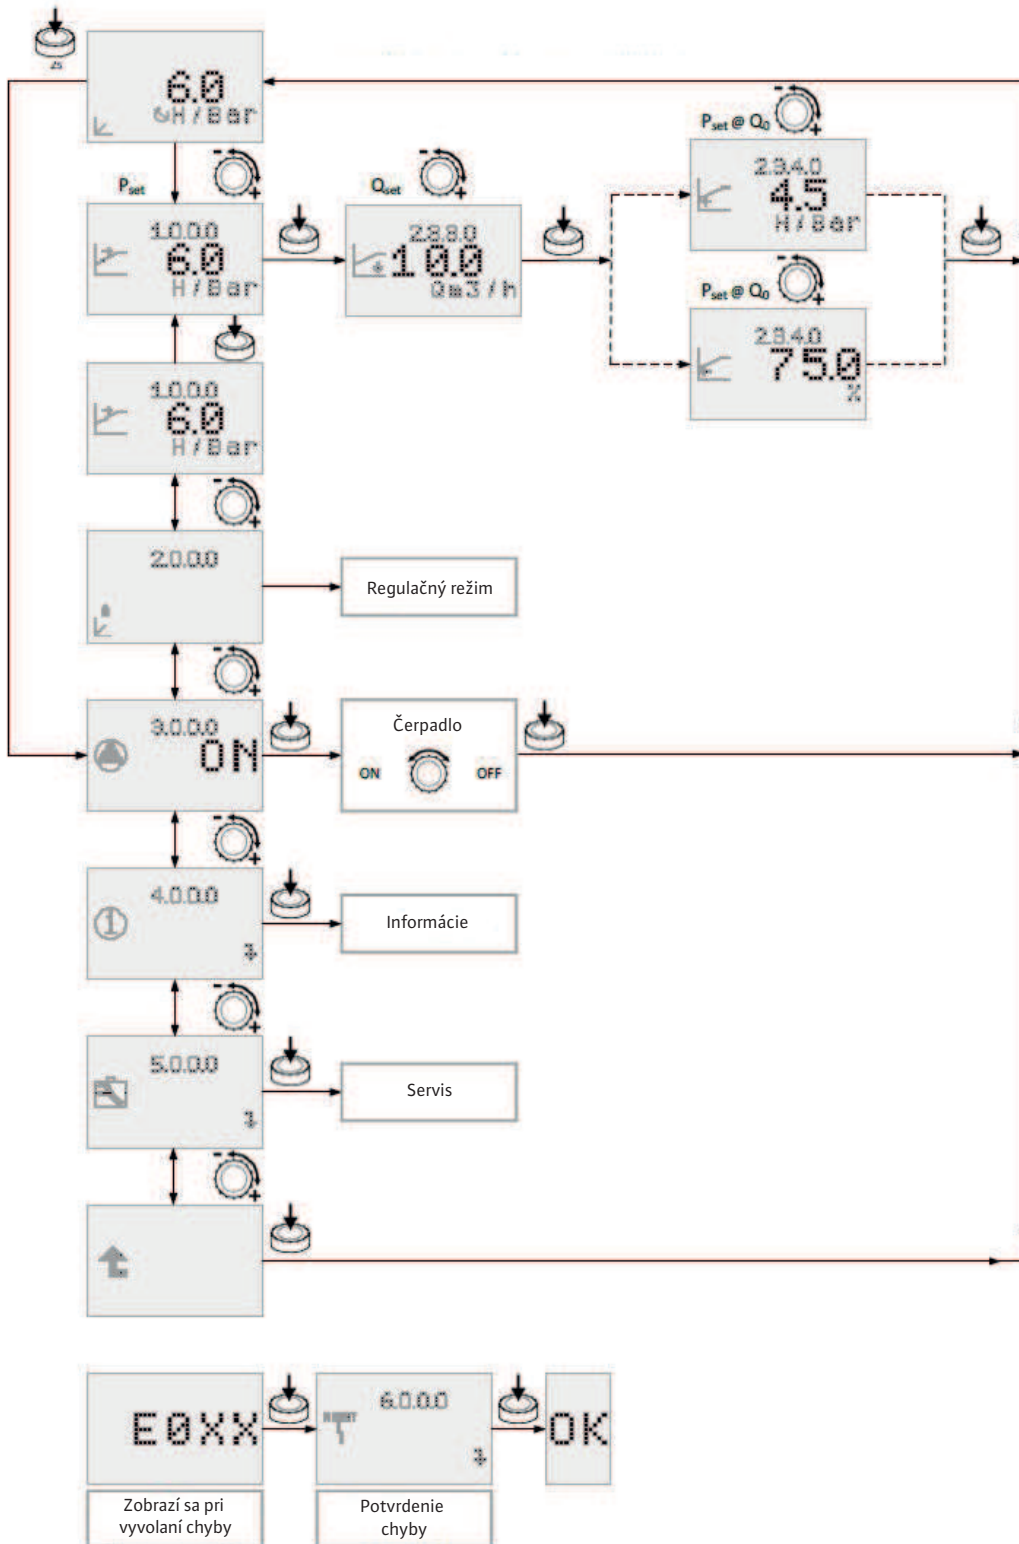 2s
6.0
H/Bar
Pset
1.0.0.0
6.0
H/Bar
Qset
2.3.3.0
10.0
Qm3/h
Pset @ Q0
2.3.4.0
4.5
H/Bar
Pset @ Q0
2.3.4.0
75.0
%
1.0.0.0
6.0
H/Bar
2.0.0.0
Regulačný režim
3.0.0.0
ON
Čerpadlo
ON
OFF
4.0.0.0
Informácie
5.0.0.0
Servis
E0XX
6.0.0.0
RESET
OK
Zobrazí sa pri
vyvolaní chyby
Potvrdenie
chyby